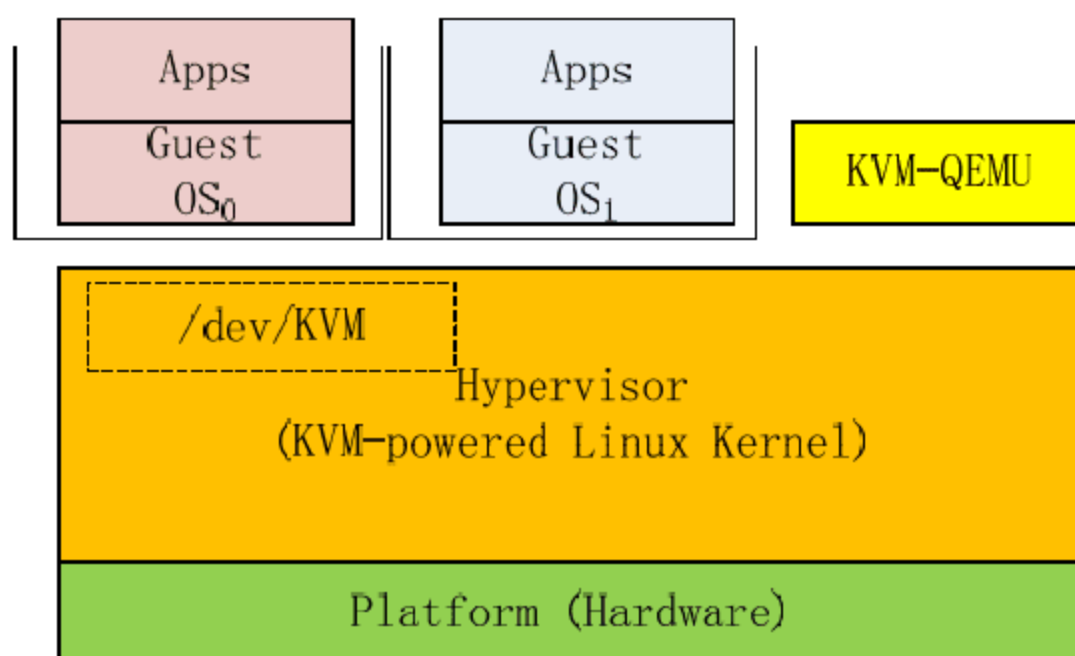 Apps
Guest
OS₀
Apps
Guest
OS₁
KVM-QEMU
/dev/KVM
Hypervisor
(KVM-powered Linux Kernel)
Platform (Hardware)